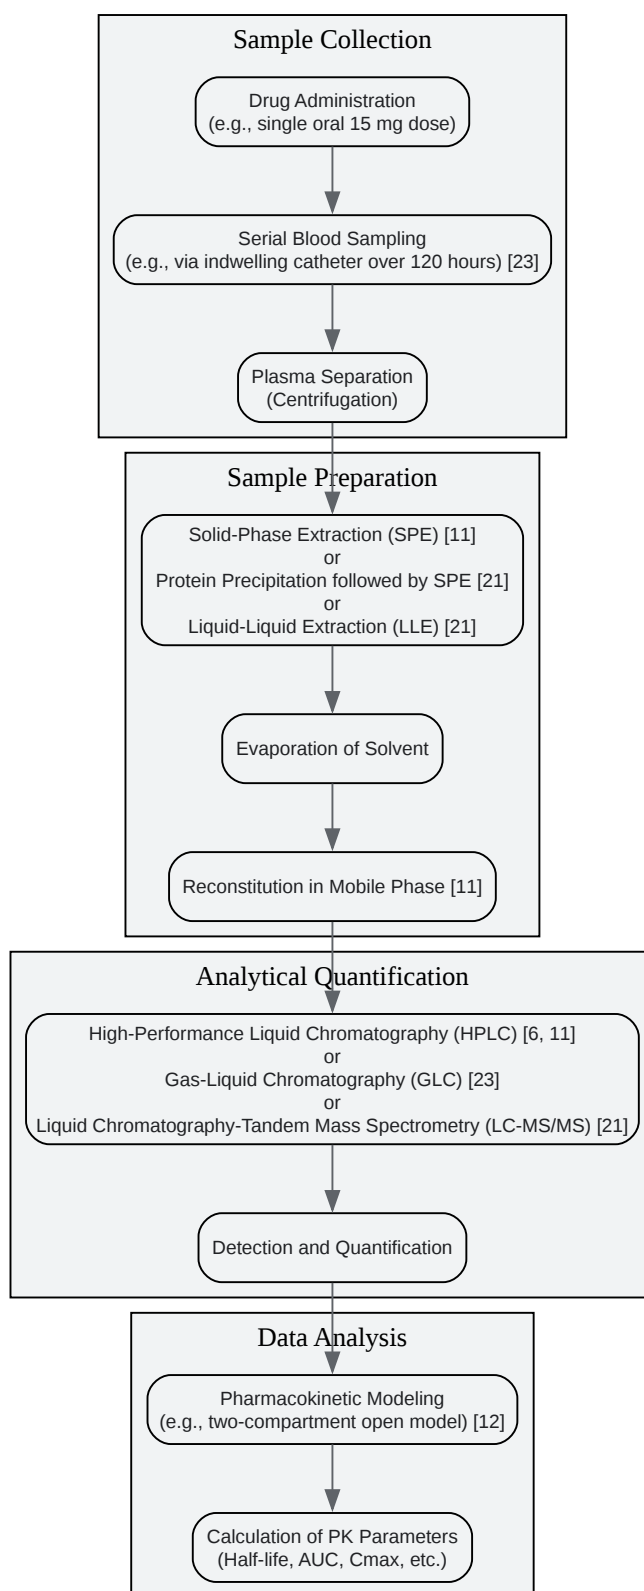 Sample Collection
Drug Administration
(e.g., single oral 15 mg dose)
Serial Blood Sampling
(e.g., via indwelling catheter over 120 hours) [23]
Plasma Separation
(Centrifugation)
Sample Preparation
Solid-Phase Extraction (SPE) [11]
or
Protein Precipitation followed by SPE [21]
or
Liquid-Liquid Extraction (LLE) [21]
Evaporation of Solvent
Reconstitution in Mobile Phase [11]
Analytical Quantification
High-Performance Liquid Chromatography (HPLC) [6, 11]
or
Gas-Liquid Chromatography (GLC) [23]
or
Liquid Chromatography-Tandem Mass Spectrometry (LC-MS/MS) [21]
Detection and Quantification
Data Analysis
Pharmacokinetic Modeling
(e.g., two-compartment open model) [12]
Calculation of PK Parameters
(Half-life, AUC, Cmax, etc.)